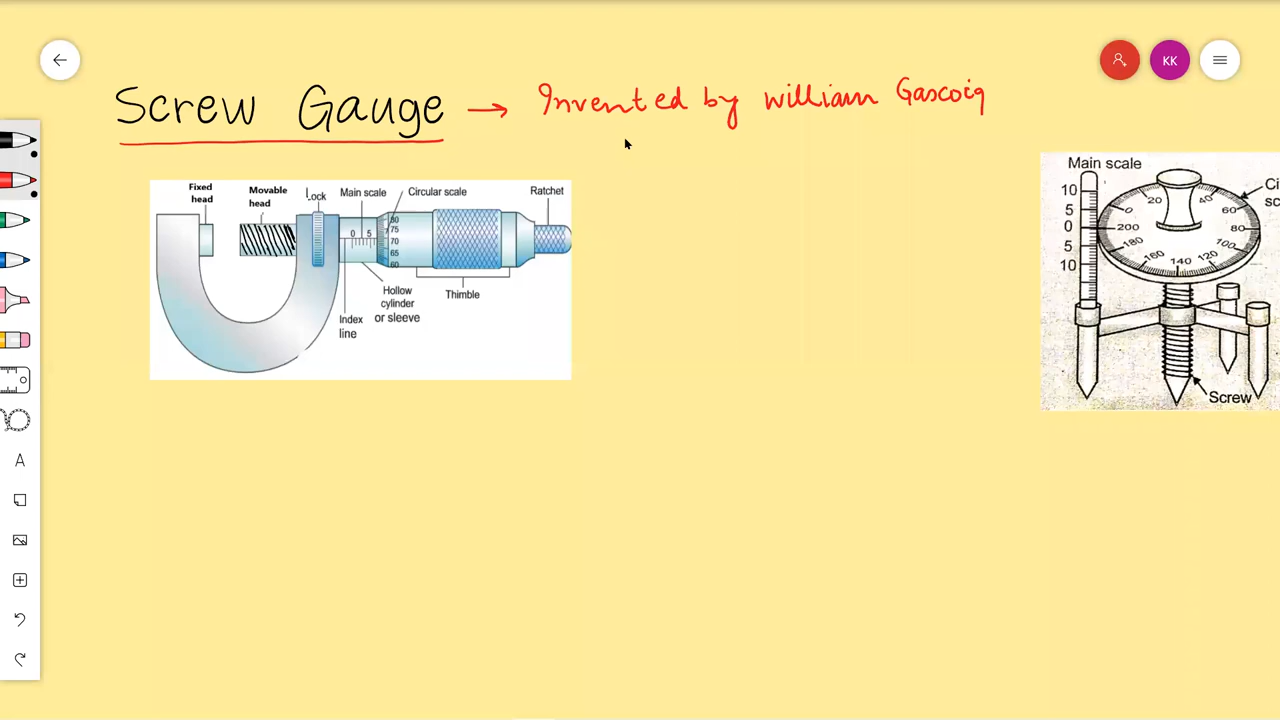 Screw Gauge → Invented by william Gascoig
KK
Fixed head
Movable head
Lock
Main scale
Circular scale
Ratchet
0 5
80
75
70
65
60
Hollow cylinder or sleeve
Thimble
Index line
Main scale
10
5
0
5
10
Ci
sc
0 20 40 60 80 100 120 140 160 180 200
Screw
A